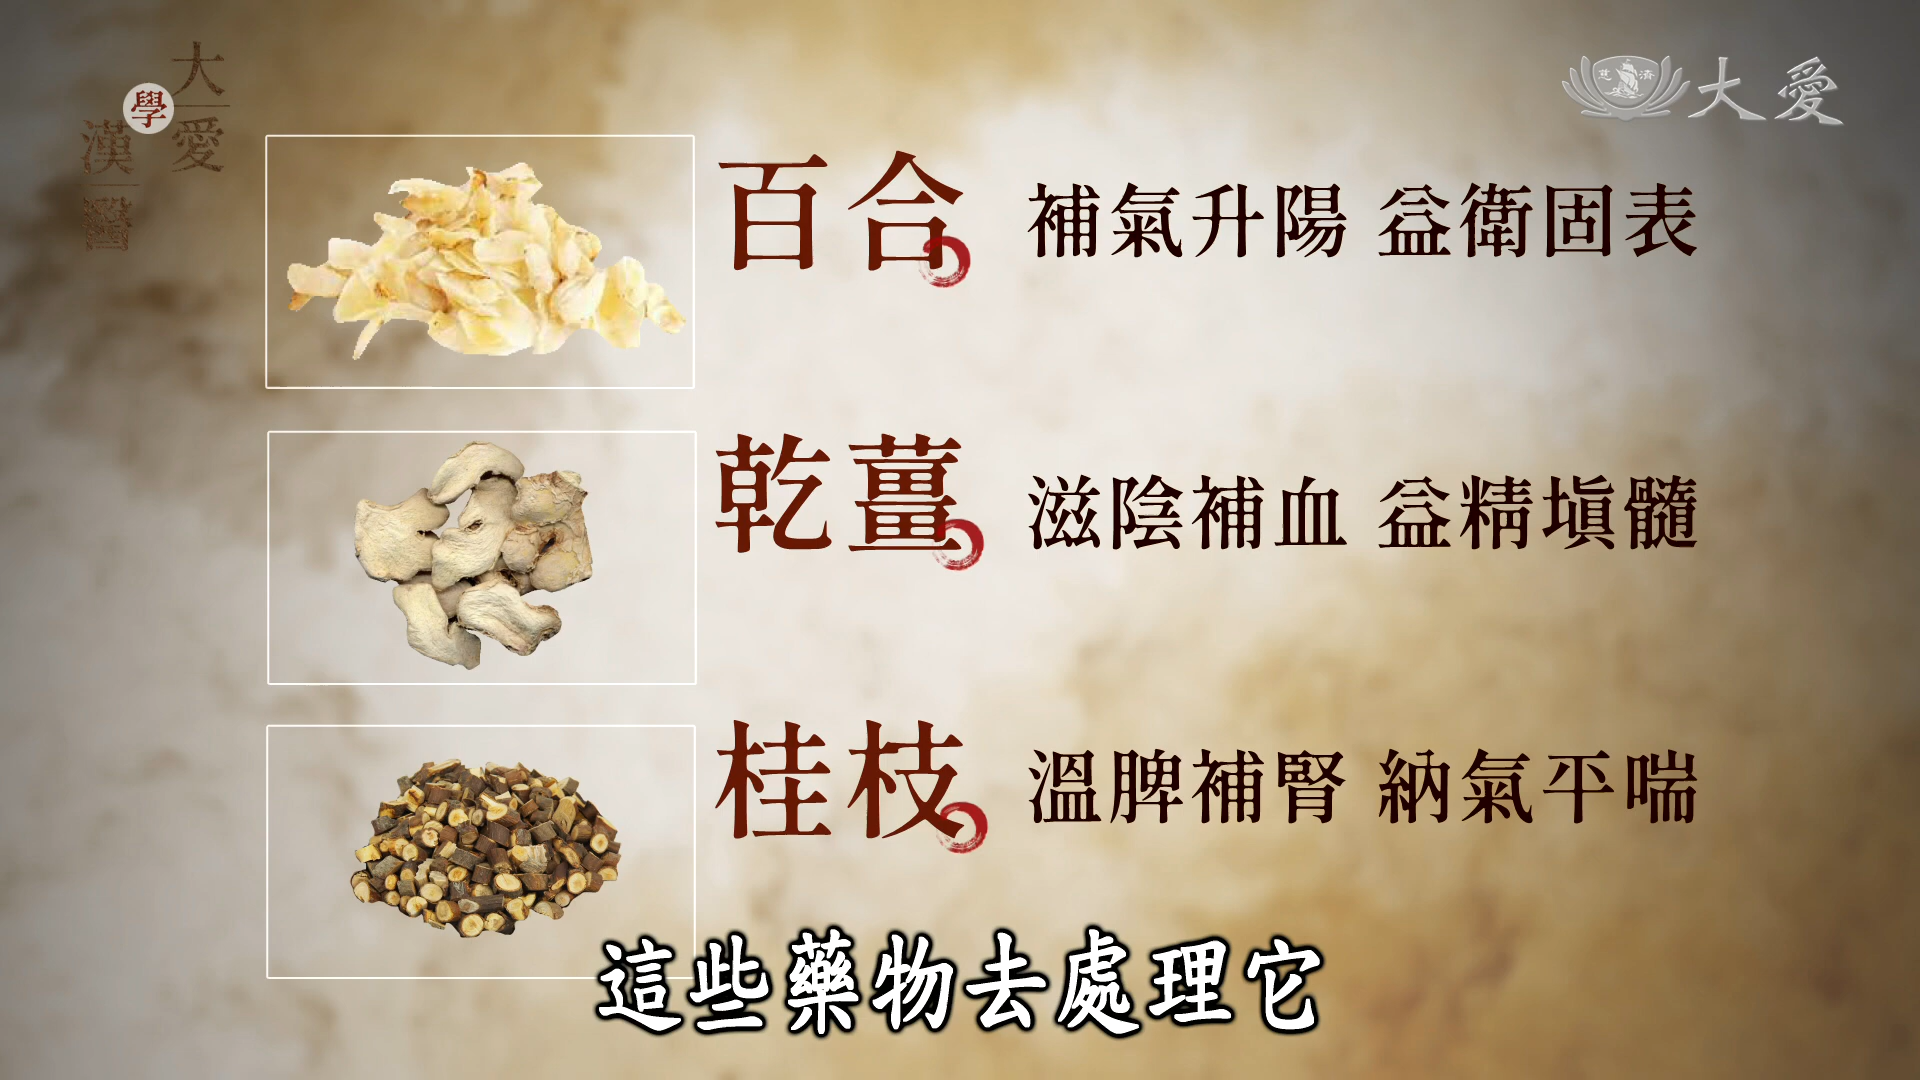 大愛
學
漢醫
慈濟
大愛
百合 補氣升陽 益衛固表
乾薑 滋陰補血 益精填髓
桂枝 溫脾補腎 納氣平喘
這些藥物去處理它